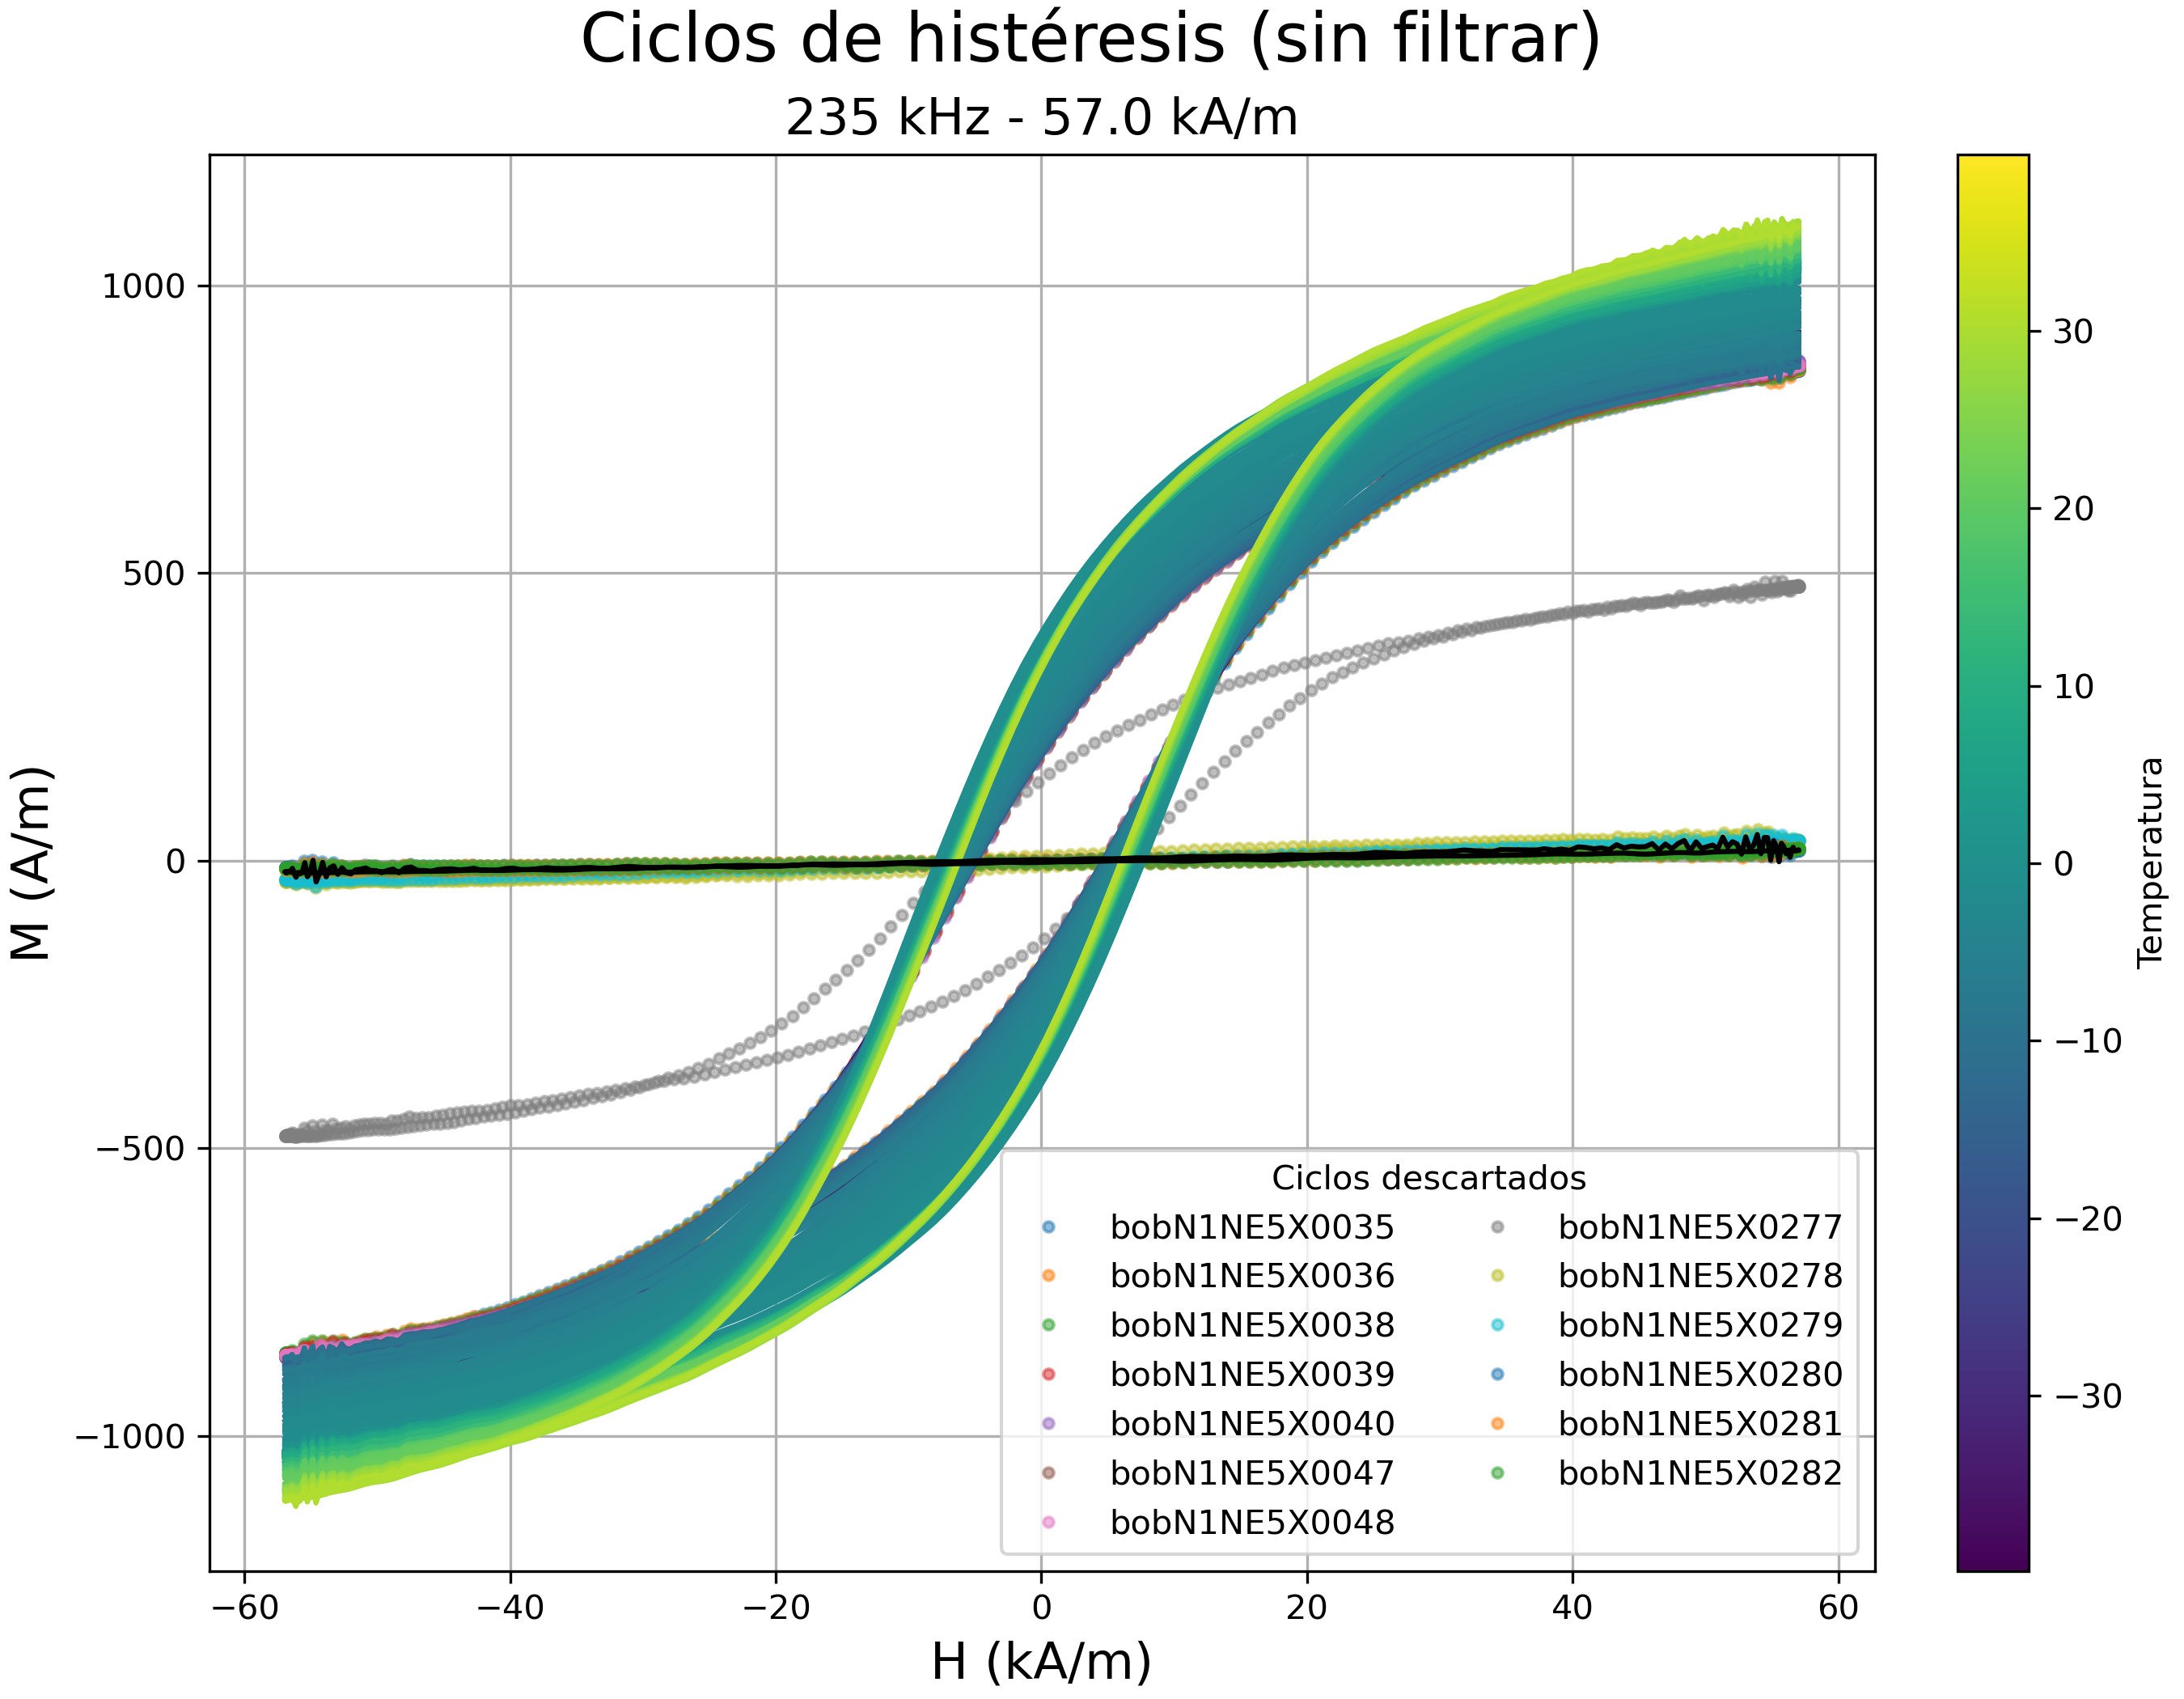 Ciclos de histéresis (sin filtrar)
235 kHz - 57.0 kA/m
1000
500
0
−500
−1000
M (A/m)
−60
−40
−20
0
20
40
60
H (kA/m)
Ciclos descartados
bobN1NE5X0035
bobN1NE5X0036
bobN1NE5X0038
bobN1NE5X0039
bobN1NE5X0040
bobN1NE5X0047
bobN1NE5X0048
bobN1NE5X0277
bobN1NE5X0278
bobN1NE5X0279
bobN1NE5X0280
bobN1NE5X0281
bobN1NE5X0282
30
20
10
0
−10
−20
−30
Temperatura